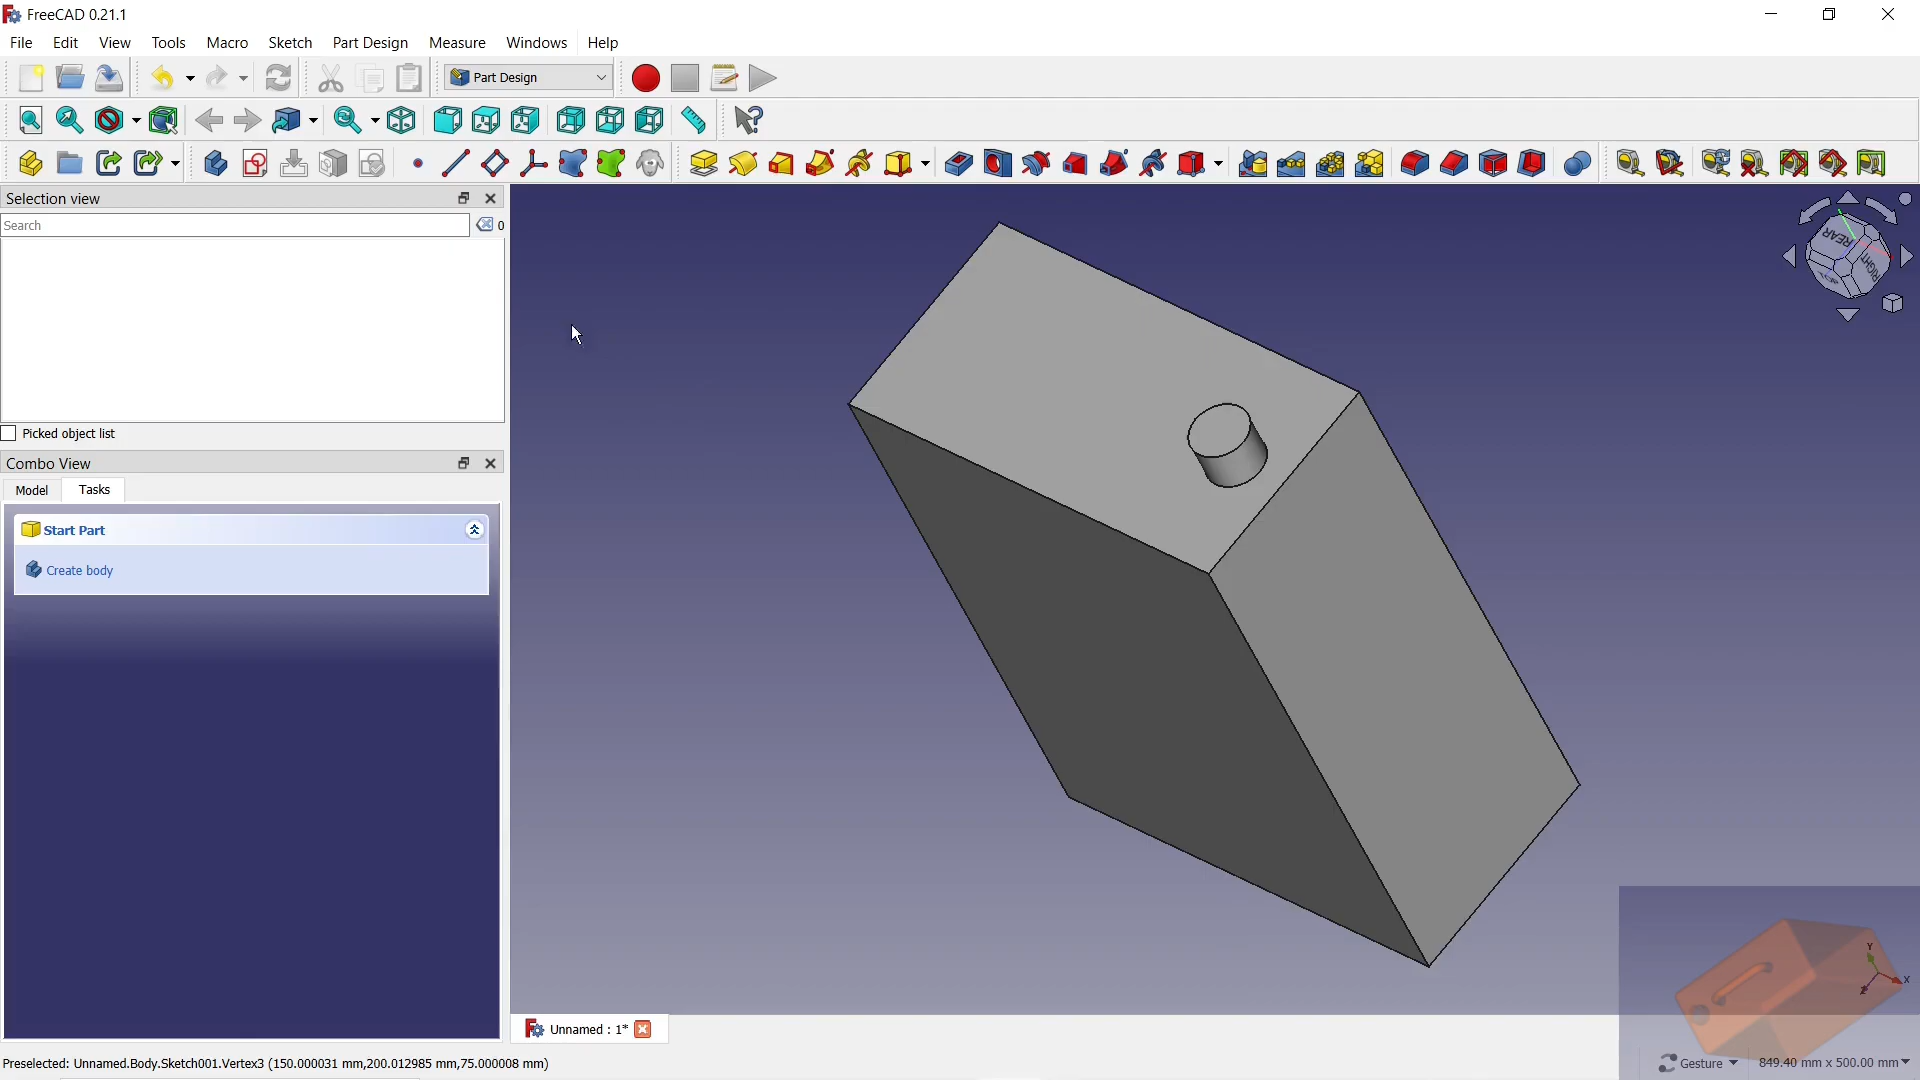 FreeCAD 0.21.1
File Edit View Tools Macro Sketch Part Design Measure Windows Help
Part Design
Selection view
Search
0
Picked object list
Combo View
Model Tasks
Start Part
Create body
REAR
RIGHT
Y
X
Z
Unnamed : 1*
Preselected: Unnamed.Body.Sketch001.Vertex3 (150.000031 mm,200.012985 mm,75.000008 mm)
Gesture
849.40 mm x 500.00 mm